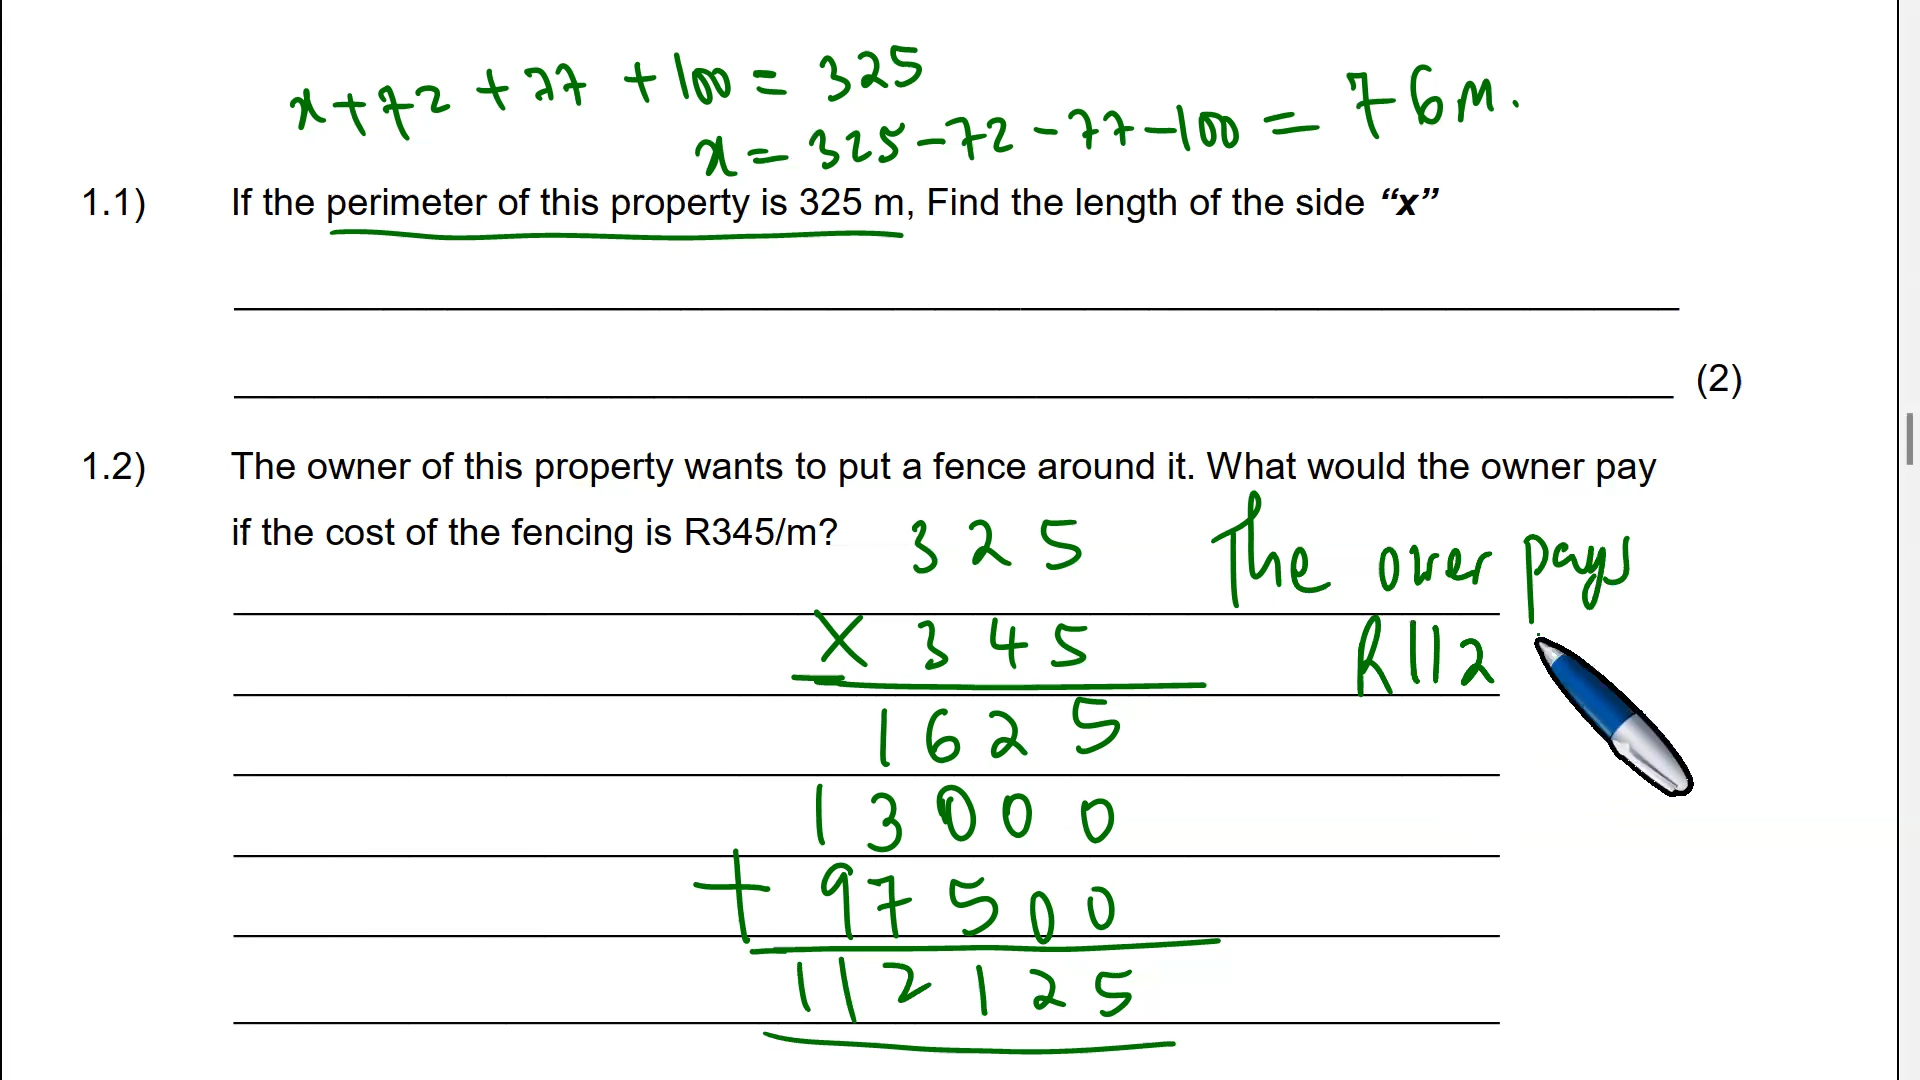 x+72+77+100=325
x=325-72-77-100=76m.
1.1) If the perimeter of this property is 325 m, Find the length of the side “x”
(2)
1.2) The owner of this property wants to put a fence around it. What would the owner pay
if the cost of the fencing is R345/m?
325
The owner pays
X 345
R112
1625
13000
+ 97500
112125